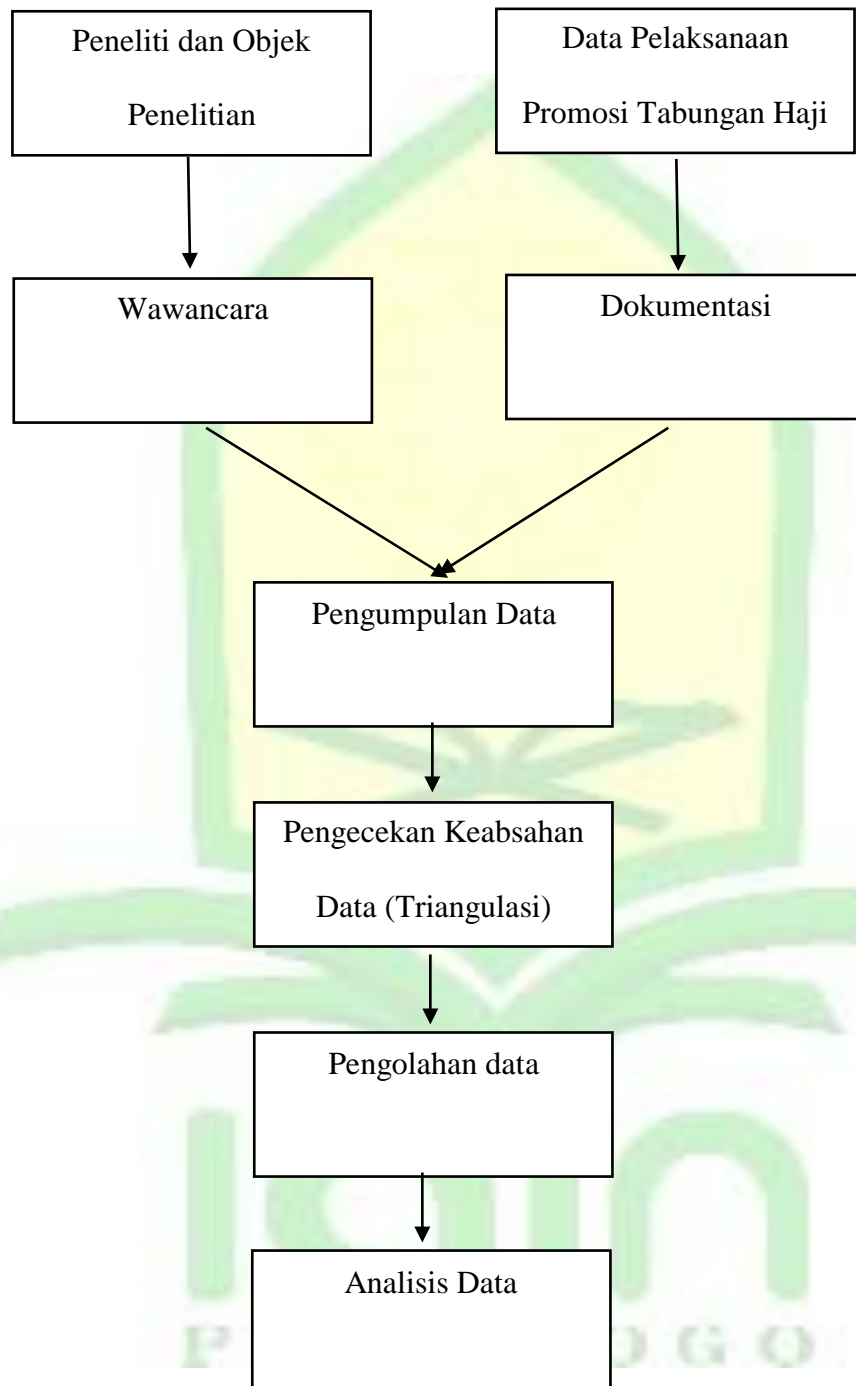 Peneliti dan Objek
Penelitian
Data Pelaksanaan
Promosi Tabungan Haji
Wawancara
Dokumentasi
Pengumpulan Data
Pengecekan Keabsahan
Data (Triangulasi)
Pengolahan data
Analisis Data
iain